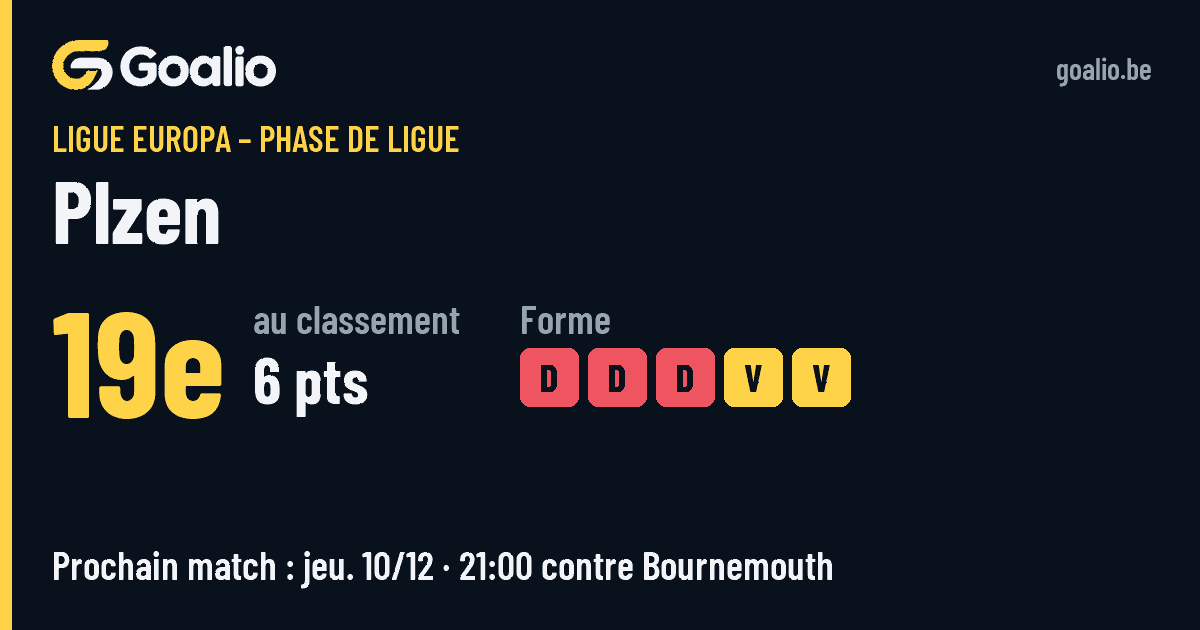 Goalio
goalio.be
LIGUE EUROPA – PHASE DE LIGUE
Plzen
19e
au classement
6 pts
Forme
D D D V V
Prochain match : jeu. 10/12 · 21:00 contre Bournemouth